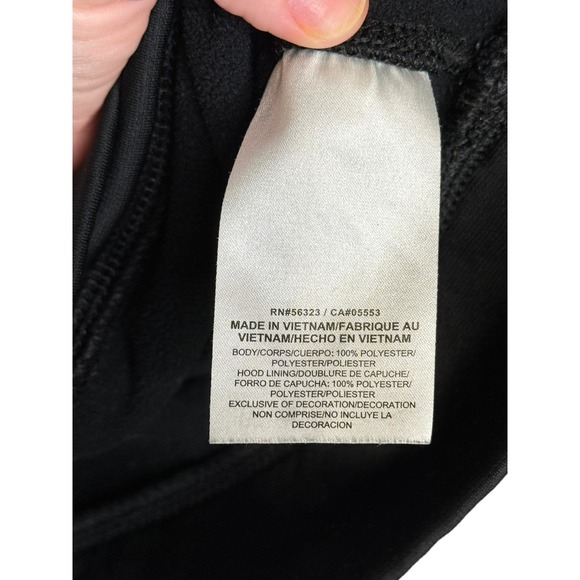 RN#56323 / CA#05553
MADE IN VIETNAM/FABRIQUE AU
VIETNAM/HECHO EN VIETNAM
BODY/CORPS/CUERPO: 100% POLYESTER/
POLYESTER/POLIESTER
HOOD LINING/DOUBLURE DE CAPUCHE/
FORRO DE CAPUCHA: 100% POLYESTER/
POLYESTER/POLIESTER
EXCLUSIVE OF DECORATION/DECORATION
NON COMPRISE/NO INCLUYE LA
DECORACION